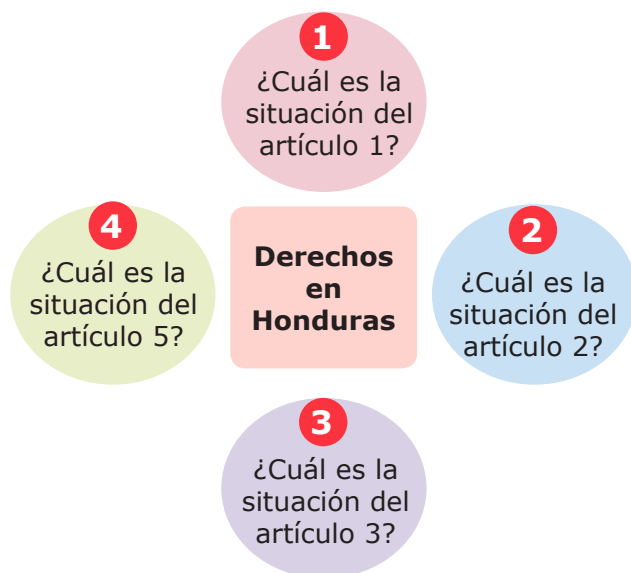 1
¿Cuál es la
situación del
artículo 1?
2
¿Cuál es la
situación del
artículo 2?
3
¿Cuál es la
situación del
artículo 3?
4
¿Cuál es la
situación del
artículo 5?
Derechos
en
Honduras